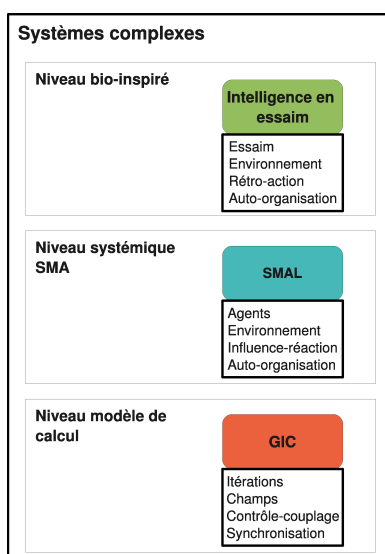 Systèmes complexes
Niveau bio-inspiré
Intelligence en
essaim
Essaim
Environnement
Rétro-action
Auto-organisation
Niveau systémique
SMA
SMAL
Agents
Environnement
Influence-réaction
Auto-organisation
Niveau modèle de
calcul
GIC
Itérations
Champs
Contrôle-couplage
Synchronisation